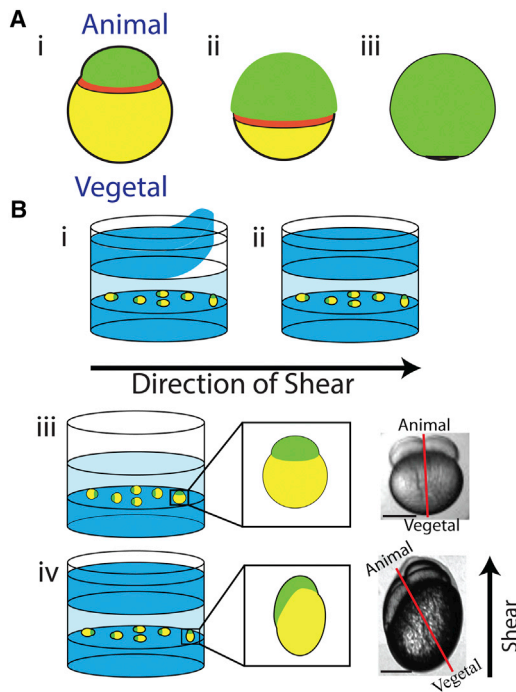 A
Animal
i
ii
iii
Vegetal
B
i
ii
Direction of Shear
iii
Animal
Vegetal
iv
Animal
Vegetal
Shear